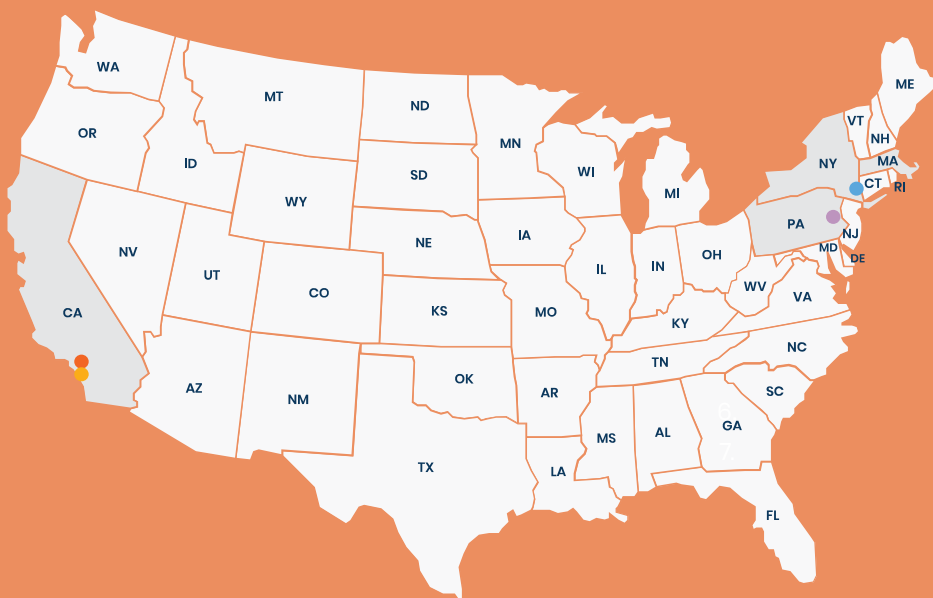 WA
ME
MT
ND
VT
OR
MN
NH
ID
NY
MA
SD
WI
CT
RI
MI
WY
PA
NE
IA
NJ
NV
MD
OH
DE
IL
IN
UT
WV
CO
VA
CA
KS
MO
KY
NC
TN
OK
AZ
SC
AR
NM
6.
GA
AL
MS
7.
TX
LA
FL